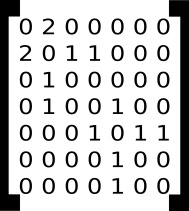 0 2 0 0 0 0 0
2 0 1 1 0 0 0
0 1 0 0 0 0 0
0 1 0 0 1 0 0
0 0 0 1 0 1 1
0 0 0 0 1 0 0
0 0 0 0 1 0 0